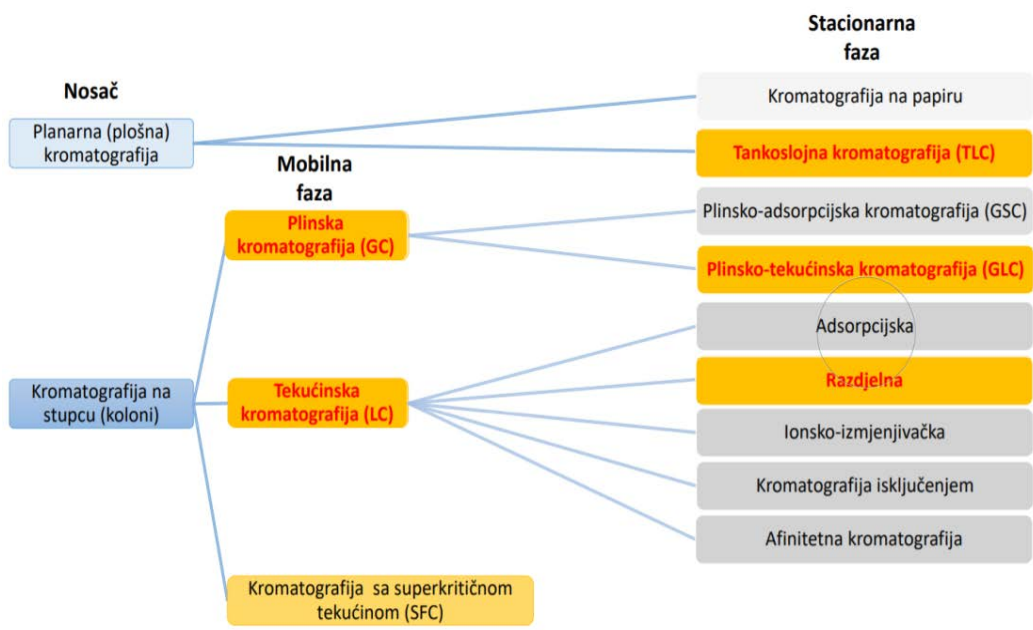 Stacionarna
faza
Nosač
Kromatografija na papiru
Planarna (plošna)
kromatografija
Tankoslojna kromatografija (TLC)
Mobilna
faza
Plinska
kromatografija (GC)
Plinsko-adsorpcijska kromatografija (GSC)
Plinsko-tekućinska kromatografija (GLC)
Adsorpcijska
Kromatografija na
stupcu (koloni)
Tekućinska
kromatografija (LC)
Razdjelna
Ionsko-izmjenjivačka
Kromatografija isključenjem
Afinitetna kromatografija
Kromatografija sa superkritičnom
tekućinom (SFC)